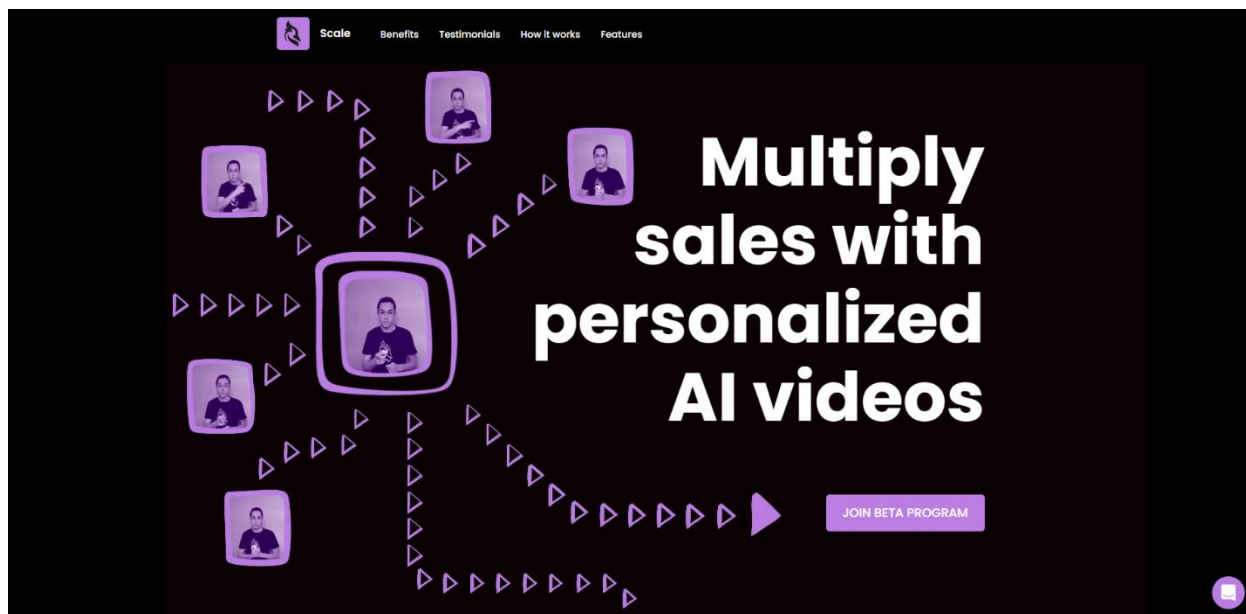 Scale
Benefits
Testimonials
How it works
Features
Multiply
sales with
personalized
AI videos
JOIN BETA PROGRAM